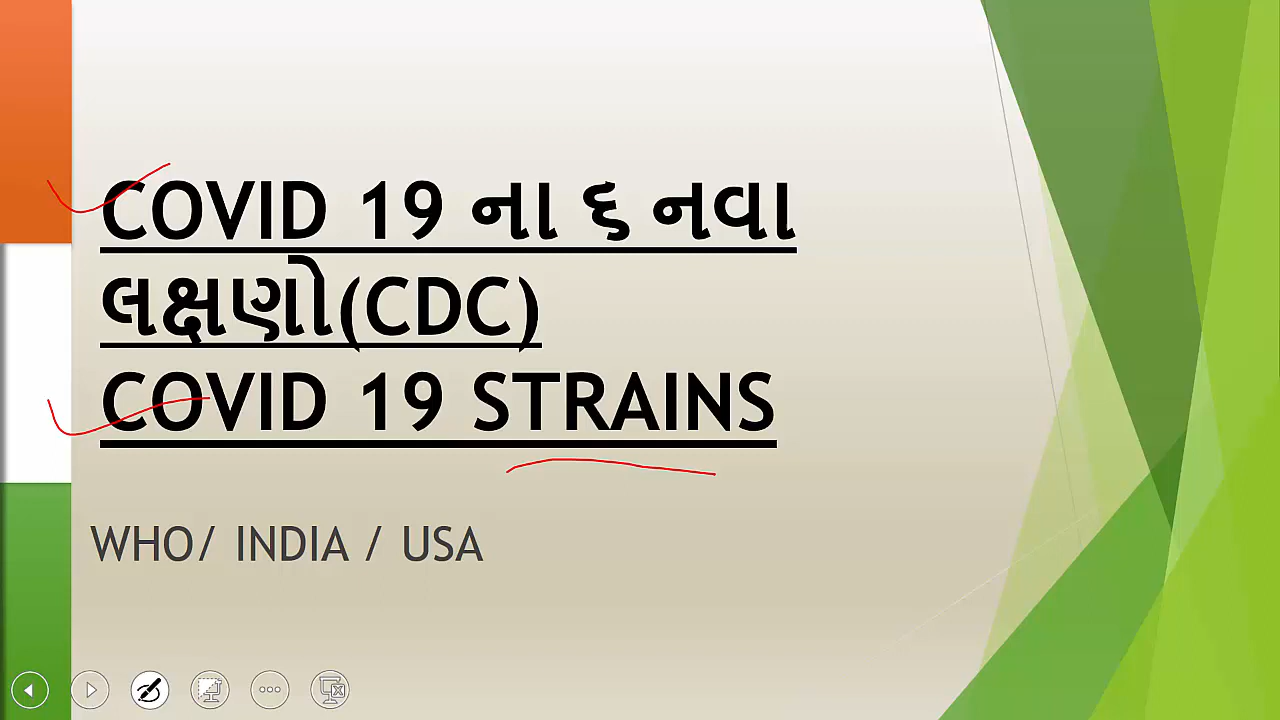 COVID 19 ના ૬ નવા
લક્ષણો(CDC)
COVID 19 STRAINS
WHO/ INDIA / USA